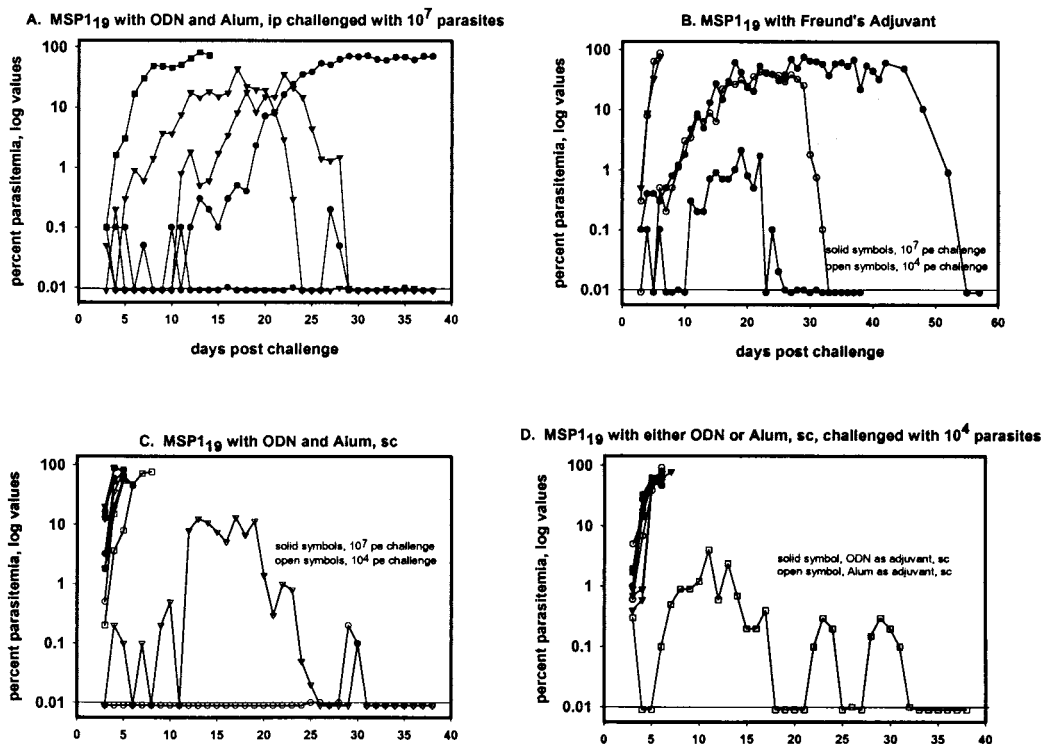 A. MSP1₁₉ with ODN and Alum, ip challenged with 10⁷ parasites
percent parasitemia, log values
100
10
1
0.1
0.01
0 5 10 15 20 25 30 35 40
days post challenge
B. MSP1₁₉ with Freund's Adjuvant
percent parasitemia, log values
100
10
1
0.1
0.01
solid symbols, 10⁷ pe challenge
open symbols, 10⁴ pe challenge
0 10 20 30 40 50 60
days post challenge
C. MSP1₁₉ with ODN and Alum, sc
percent parasitemia, log values
100
10
1
0.1
0.01
solid symbols, 10⁷ pe challenge
open symbols, 10⁴ pe challenge
0 5 10 15 20 25 30 35 40
D. MSP1₁₉ with either ODN or Alum, sc, challenged with 10⁴ parasites
percent parasitemia, log values
100
10
1
0.1
0.01
solid symbol, ODN as adjuvant, sc
open symbol, Alum as adjuvant, sc
0 5 10 15 20 25 30 35 40